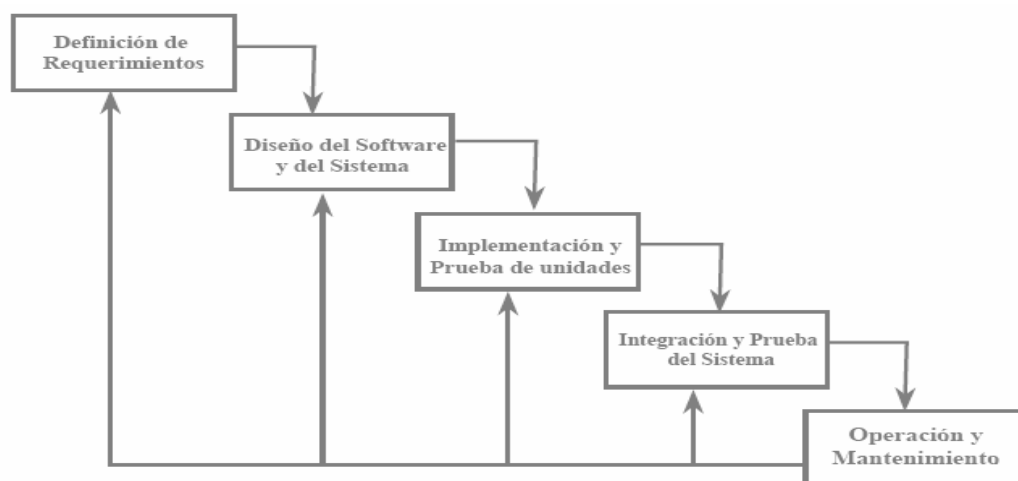 Definición de
Requerimientos
Diseño del Software
y del Sistema
Implementación y
Prueba de unidades
Integración y Prueba
del Sistema
Operación y
Mantenimiento